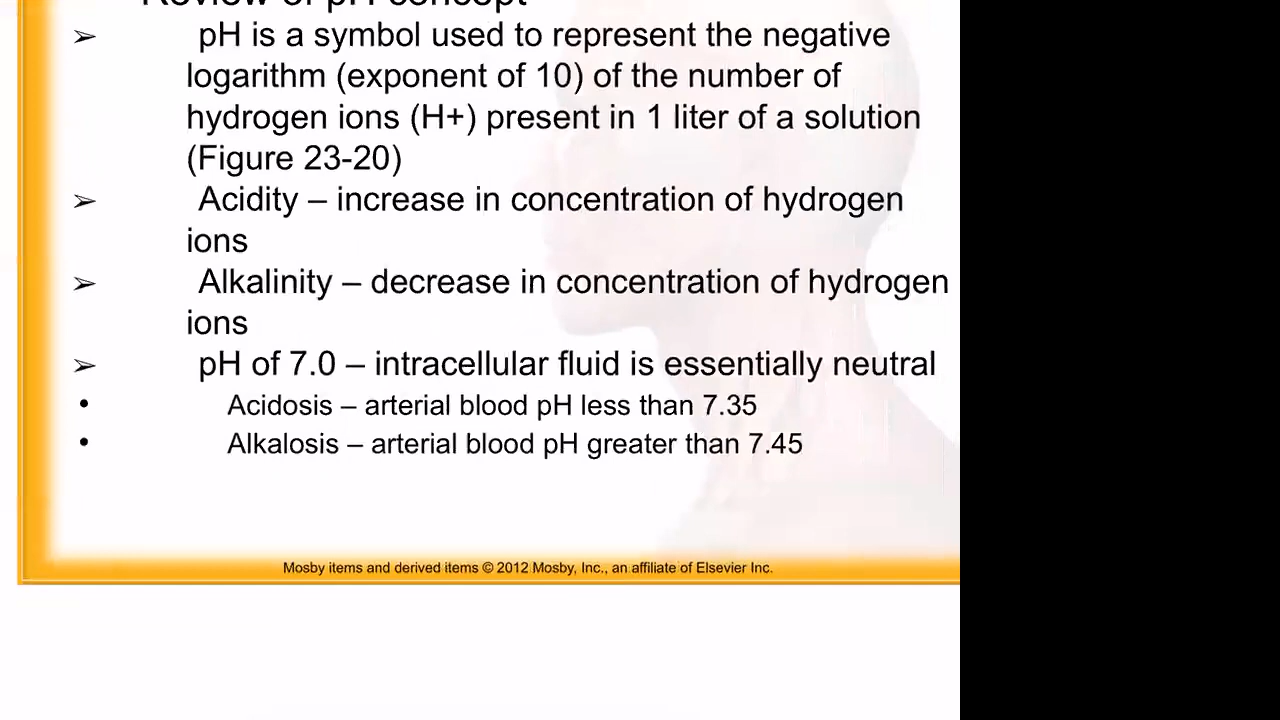 Review of pH concept
➢ pH is a symbol used to represent the negative
logarithm (exponent of 10) of the number of
hydrogen ions (H+) present in 1 liter of a solution
(Figure 23-20)
➢ Acidity – increase in concentration of hydrogen
ions
➢ Alkalinity – decrease in concentration of hydrogen
ions
➢ pH of 7.0 – intracellular fluid is essentially neutral
• Acidosis – arterial blood pH less than 7.35
• Alkalosis – arterial blood pH greater than 7.45
Mosby items and derived items © 2012 Mosby, Inc., an affiliate of Elsevier Inc.